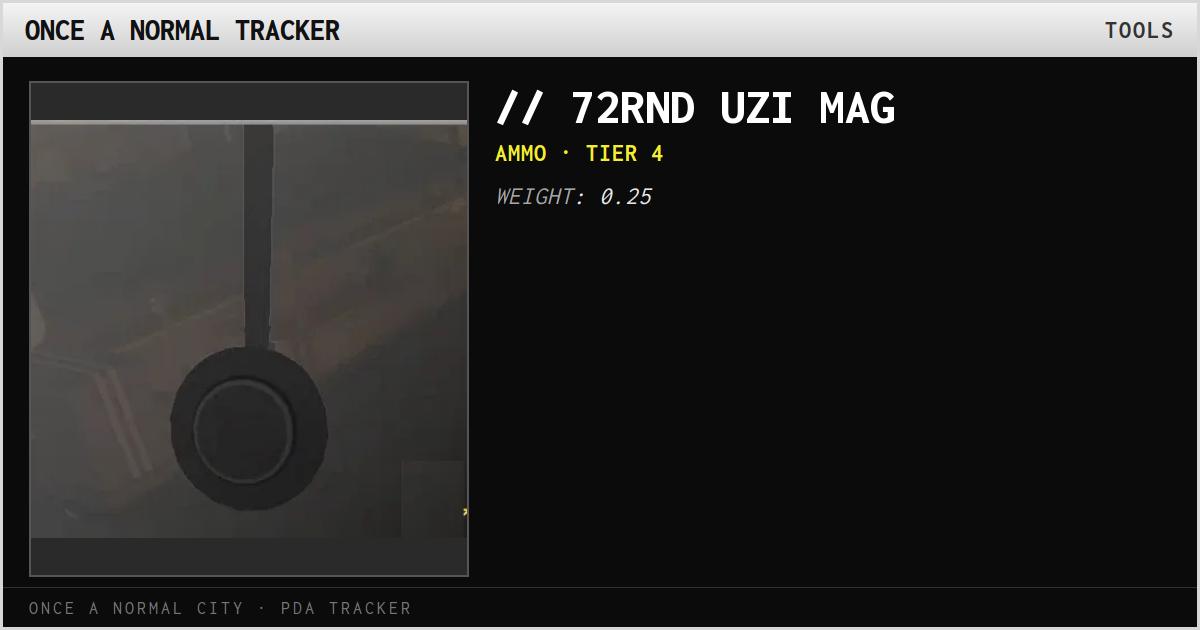 ONCE A NORMAL TRACKER
TOOLS
// 72RND UZI MAG
AMMO · TIER 4
WEIGHT: 0.25
ONCE A NORMAL CITY · PDA TRACKER